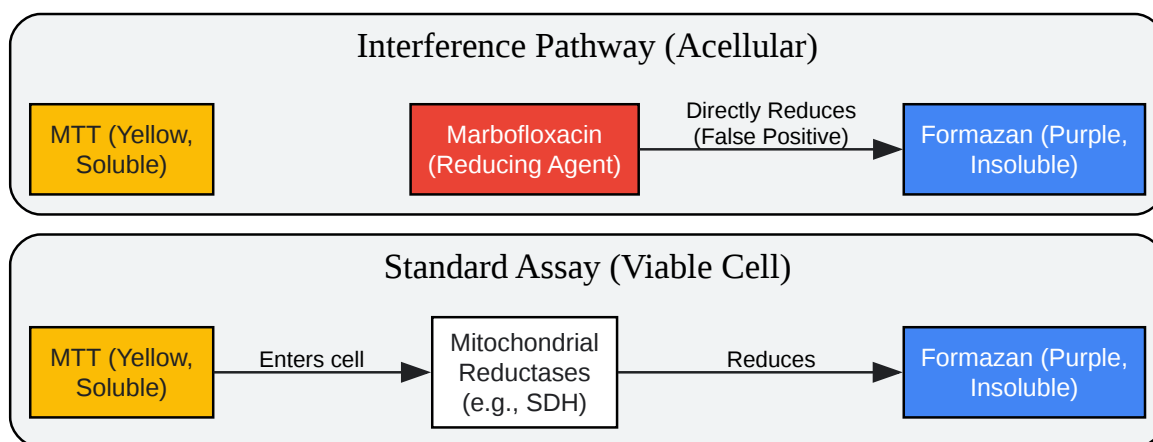 Interference Pathway (Acellular)
MTT (Yellow,
Soluble)
Marbofloxacin
(Reducing Agent)
Directly Reduces
(False Positive)
Formazan (Purple,
Insoluble)
Standard Assay (Viable Cell)
MTT (Yellow,
Soluble)
Enters cell
Mitochondrial
Reductases
(e.g., SDH)
Reduces
Formazan (Purple,
Insoluble)